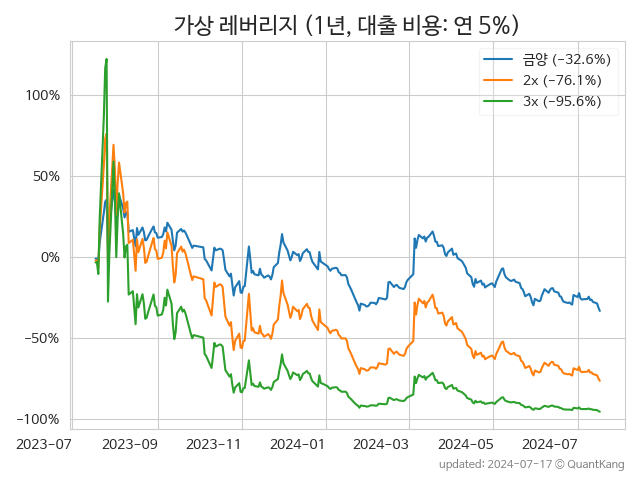 가상 레버리지 (1년, 대출 비용: 연 5%)
금양 (−32.6%)
2x (−76.1%)
3x (−95.6%)
100%
50%
0%
−50%
−100%
2023-07 2023-09 2023-11 2024-01 2024-03 2024-05 2024-07
updated: 2024-07-17 © QuantKang